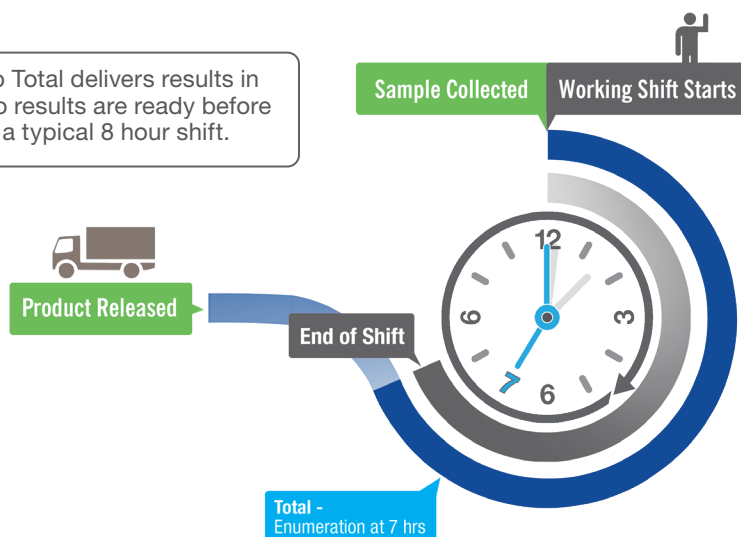 o Total delivers results in
o results are ready before
a typical 8 hour shift.
Sample Collected
Working Shift Starts
Product Released
End of Shift
12
9
3
7
6
Total -
Enumeration at 7 hrs